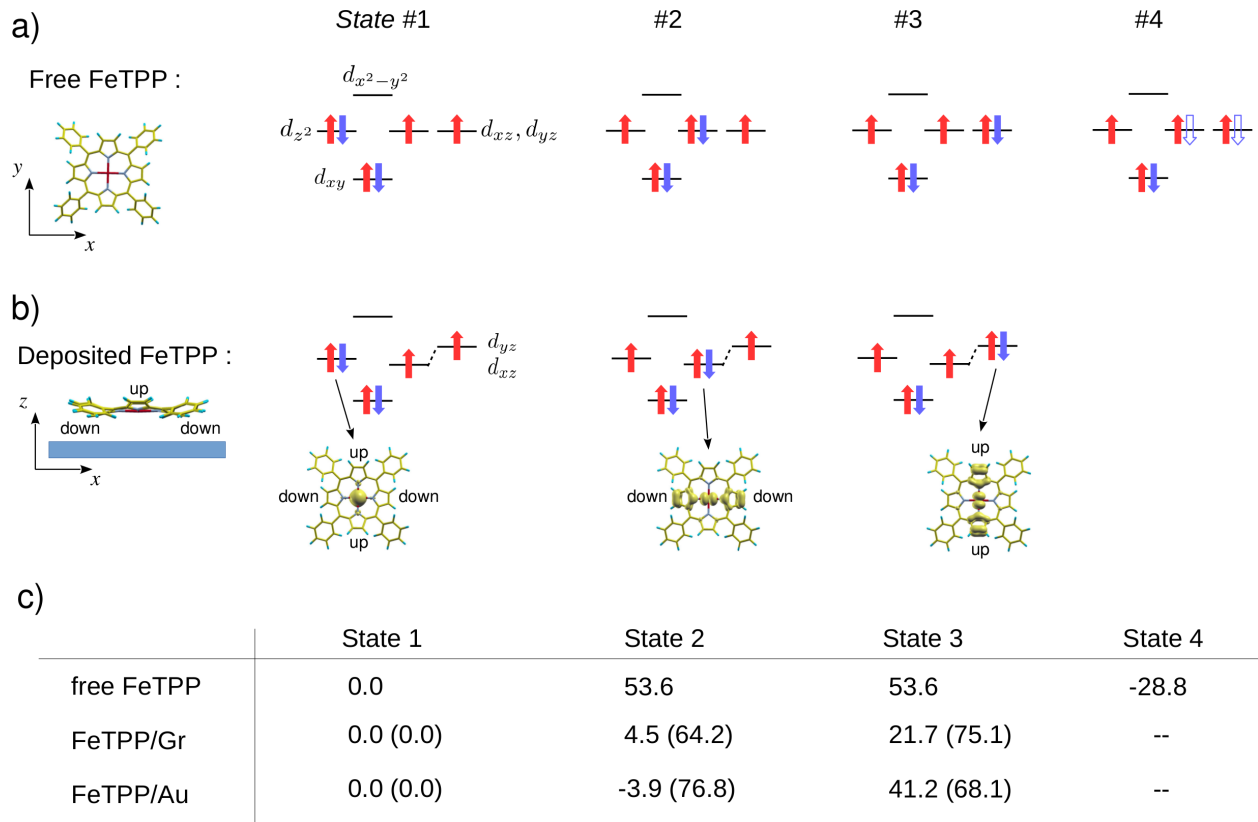 a)
State #1 #2 #3 #4
Free FeTPP :
d_{x^2-y^2}
d_{z^2} d_{xz}, d_{yz}
d_{xy}
y
x
b)
Deposited FeTPP :
d_{yz}
d_{xz}
z
up
down down
x
up
down down
up
down down
up
up
c)
State 1 State 2 State 3 State 4
free FeTPP 0.0 53.6 53.6 -28.8
FeTPP/Gr 0.0 (0.0) 4.5 (64.2) 21.7 (75.1) --
FeTPP/Au 0.0 (0.0) -3.9 (76.8) 41.2 (68.1) --